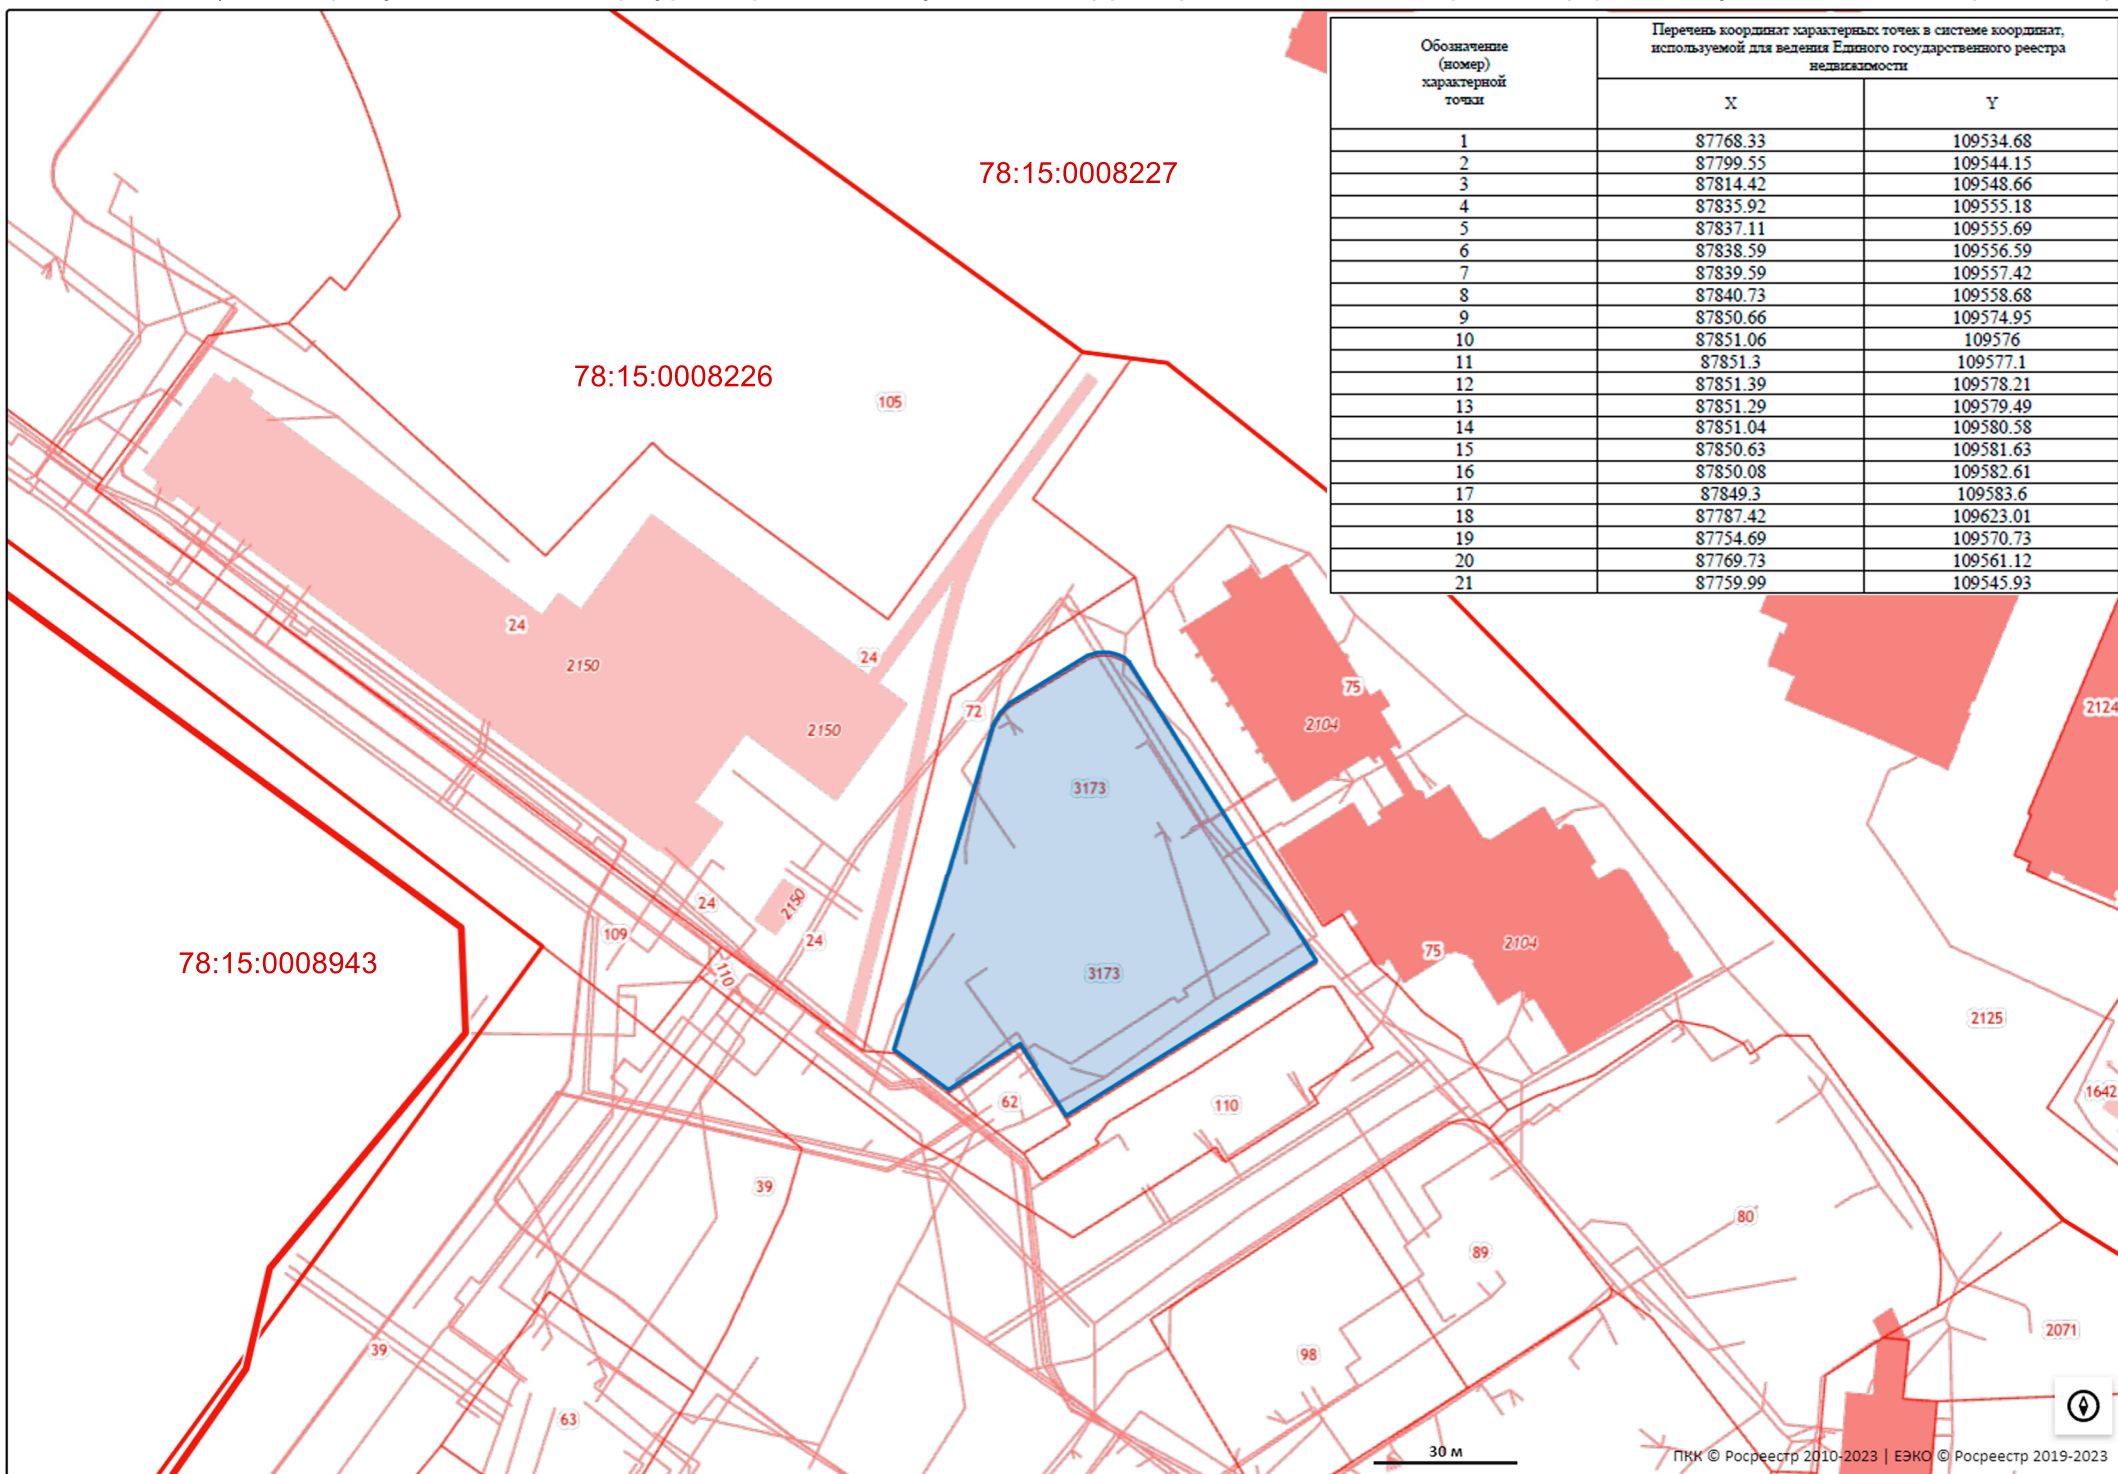 Обозначение
(номер)
характерной
точки
Перечень координат характерных точек в системе координат,
используемой для ведения Единого государственного реестра
недвижимости
X Y
1 87768.33 109534.68
2 87799.55 109544.15
3 87814.42 109548.66
4 87835.92 109555.18
5 87837.11 109555.69
6 87838.59 109556.59
7 87839.59 109557.42
8 87840.73 109558.68
9 87850.66 109574.95
10 87851.06 109576
11 87851.3 109577.1
12 87851.39 109578.21
13 87851.29 109579.49
14 87851.04 109580.58
15 87850.63 109581.63
16 87850.08 109582.61
17 87849.3 109583.6
18 87787.42 109623.01
19 87754.69 109570.73
20 87769.73 109561.12
21 87759.99 109545.93
78:15:0008227
78:15:0008226
105
24
2150
24
75
2124
72
2104
2150
3173
24
2150
109
24
75
2104
78:15:0008943
110
3173
2125
62
110
1642
39
80
89
2071
39
98
63
30 м
ПКК © Росреестр 2010-2023 | ЕЭКО © Росреестр 2019-2023